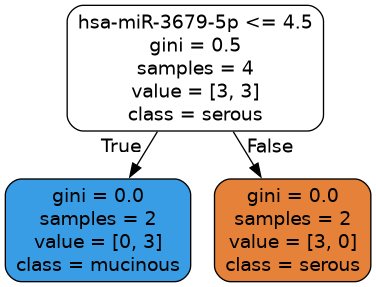 hsa-miR-3679-5p <= 4.5
gini = 0.5
samples = 4
value = [3, 3]
class = serous
True
False
gini = 0.0
samples = 2
value = [0, 3]
class = mucinous
gini = 0.0
samples = 2
value = [3, 0]
class = serous